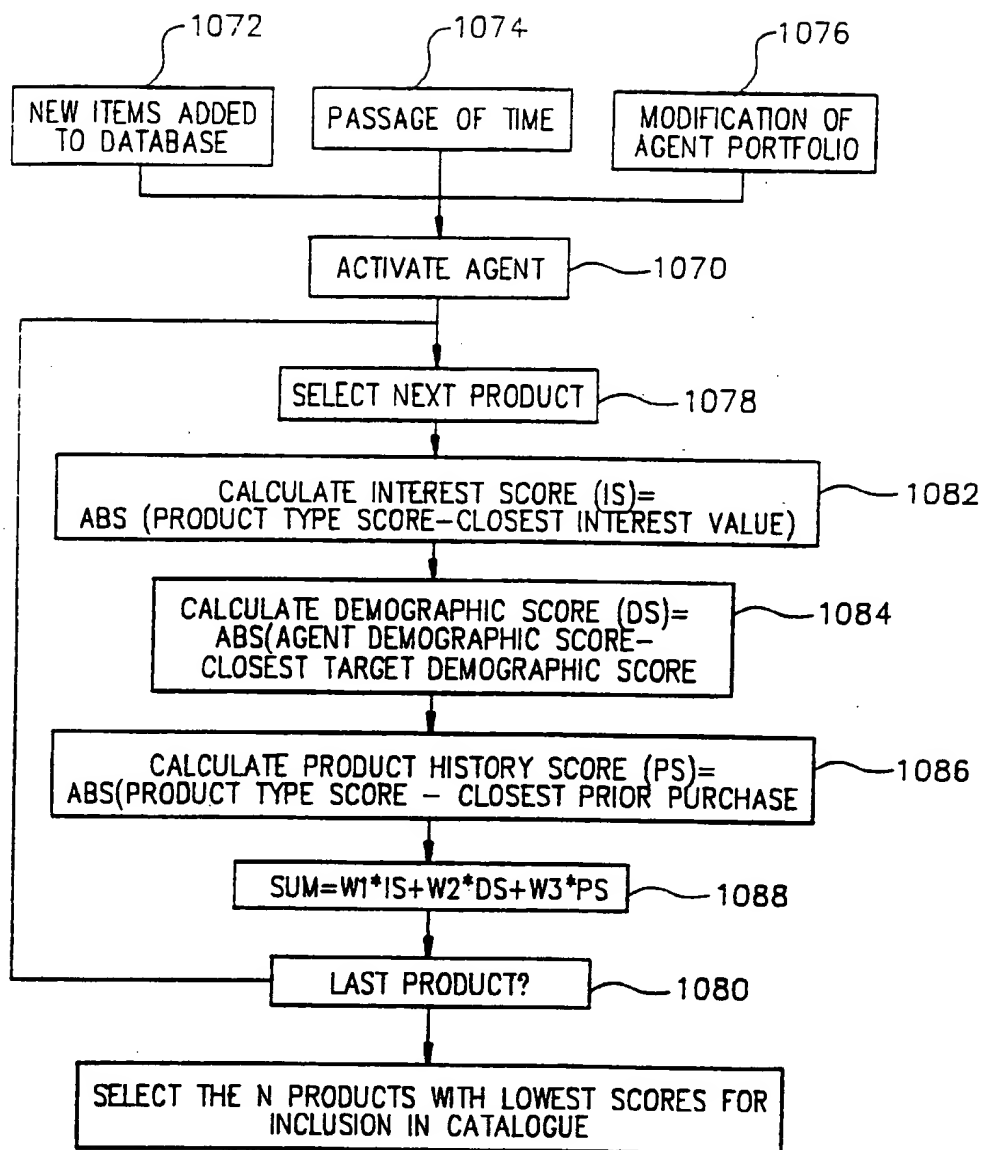 1072
1074
1076
NEW ITEMS ADDED
TO DATABASE
PASSAGE OF TIME
MODIFICATION OF
AGENT PORTFOLIO
ACTIVATE AGENT
1070
SELECT NEXT PRODUCT
1078
CALCULATE INTEREST SCORE (IS)=
ABS (PRODUCT TYPE SCORE-CLOSEST INTEREST VALUE)
1082
CALCULATE DEMOGRAPHIC SCORE (DS)=
ABS(AGENT DEMOGRAPHIC SCORE-
CLOSEST TARGET DEMOGRAPHIC SCORE
1084
CALCULATE PRODUCT HISTORY SCORE (PS)=
ABS(PRODUCT TYPE SCORE - CLOSEST PRIOR PURCHASE
1086
SUM=W1*IS+W2*DS+W3*PS
1088
LAST PRODUCT?
1080
SELECT THE N PRODUCTS WITH LOWEST SCORES FOR
INCLUSION IN CATALOGUE